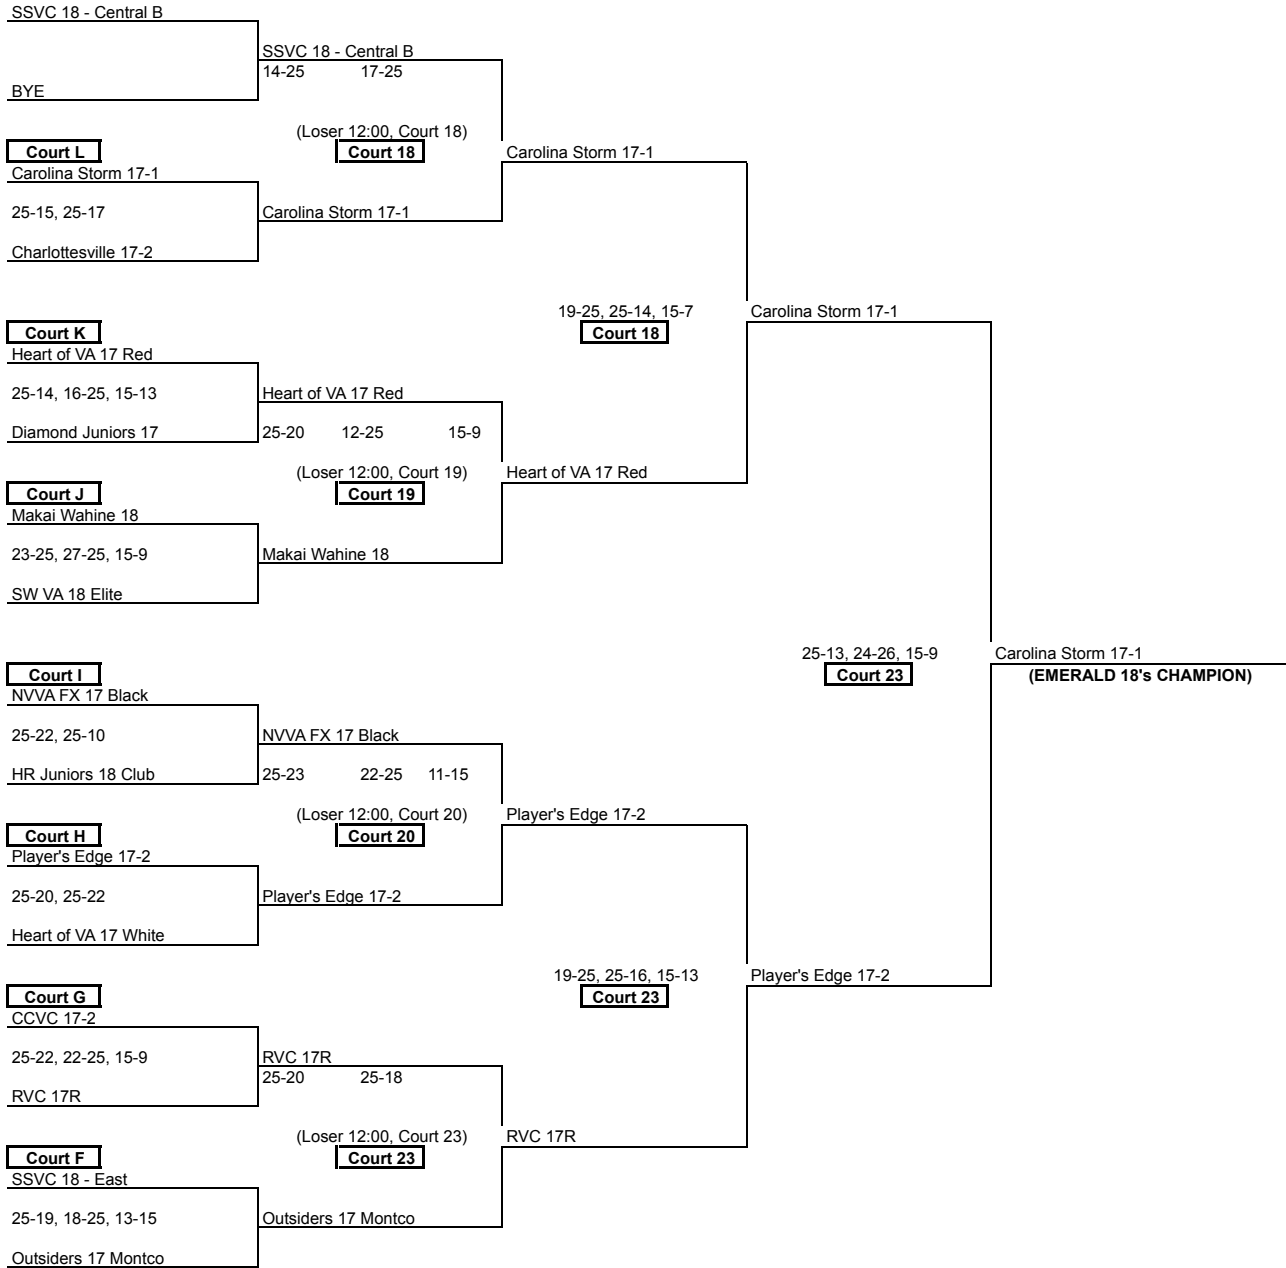 SSVC 18 - Central B
SSVC 18 - Central B
14-25 17-25
BYE
(Loser 12:00, Court 18)
Court L
Court 18
Carolina Storm 17-1
Carolina Storm 17-1
25-15, 25-17
Carolina Storm 17-1
Charlottesville 17-2
19-25, 25-14, 15-7
Carolina Storm 17-1
Court K
Court 18
Heart of VA 17 Red
25-14, 16-25, 15-13
Heart of VA 17 Red
Diamond Juniors 17
25-20 12-25 15-9
(Loser 12:00, Court 19)
Heart of VA 17 Red
Court J
Court 19
Makai Wahine 18
23-25, 27-25, 15-9
Makai Wahine 18
SW VA 18 Elite
25-13, 24-26, 15-9
Carolina Storm 17-1
Court I
Court 23
(EMERALD 18's CHAMPION)
NVVA FX 17 Black
25-22, 25-10
NVVA FX 17 Black
HR Juniors 18 Club
25-23 22-25 11-15
(Loser 12:00, Court 20)
Player's Edge 17-2
Court H
Court 20
Player's Edge 17-2
25-20, 25-22
Player's Edge 17-2
Heart of VA 17 White
19-25, 25-16, 15-13
Player's Edge 17-2
Court G
Court 23
CCVC 17-2
25-22, 22-25, 15-9
RVC 17R
25-20 25-18
RVC 17R
(Loser 12:00, Court 23)
RVC 17R
Court F
Court 23
SSVC 18 - East
25-19, 18-25, 13-15
Outsiders 17 Montco
Outsiders 17 Montco